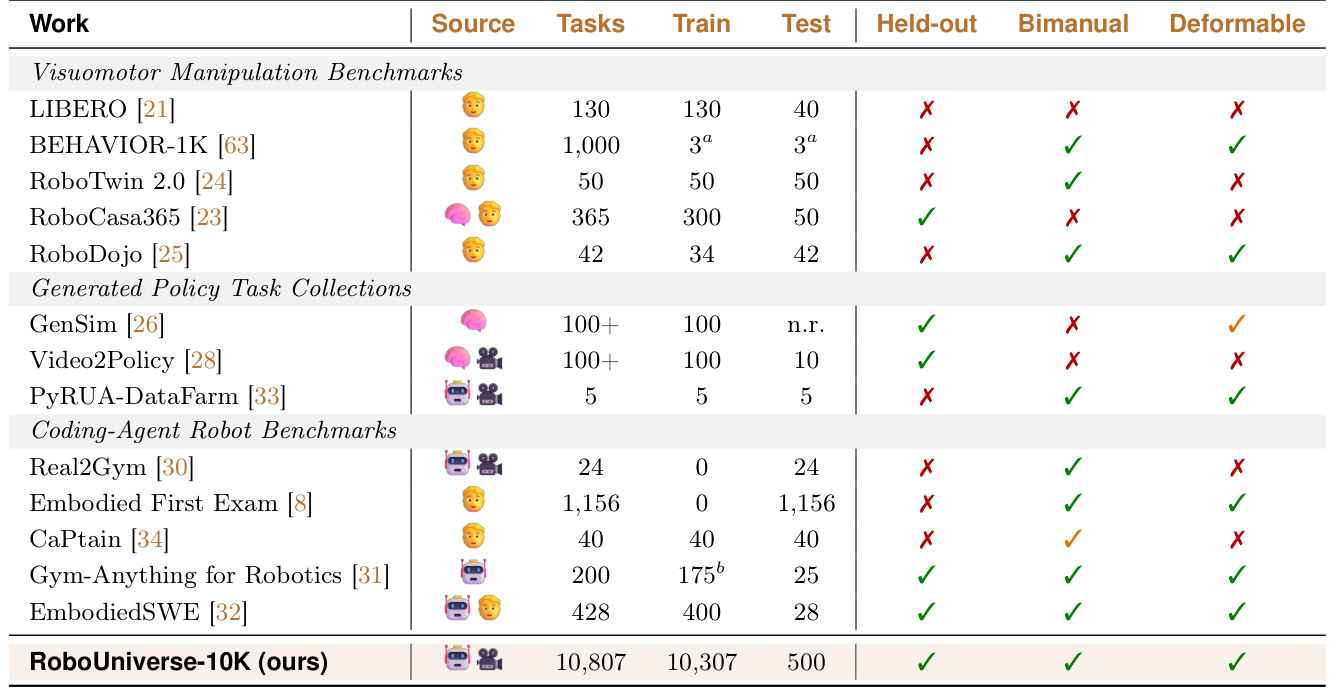 Work Source Tasks Train Test Held-out Bimanual Deformable
Visuomotor Manipulation Benchmarks
LIBERO [21] 130 130 40 ✗ ✗ ✗
BEHAVIOR-1K [63] 1,000 3ᵃ 3ᵃ ✗ ✓ ✓
RoboTwin 2.0 [24] 50 50 50 ✗ ✓ ✗
RoboCasa365 [23] 365 300 50 ✓ ✗ ✗
RoboDojo [25] 42 34 42 ✗ ✓ ✓
Generated Policy Task Collections
GenSim [26] 100+ 100 n.r. ✓ ✗ ✓
Video2Policy [28] 100+ 100 10 ✓ ✗ ✗
PyRUA-DataFarm [33] 5 5 5 ✗ ✓ ✓
Coding-Agent Robot Benchmarks
Real2Gym [30] 24 0 24 ✗ ✓ ✗
Embodied First Exam [8] 1,156 0 1,156 ✗ ✓ ✓
CaPtain [34] 40 40 40 ✗ ✓ ✗
Gym-Anything for Robotics [31] 200 175ᵇ 25 ✓ ✓ ✓
EmbodiedSWE [32] 428 400 28 ✓ ✓ ✓
RoboUniverse-10K (ours) 10,807 10,307 500 ✓ ✓ ✓